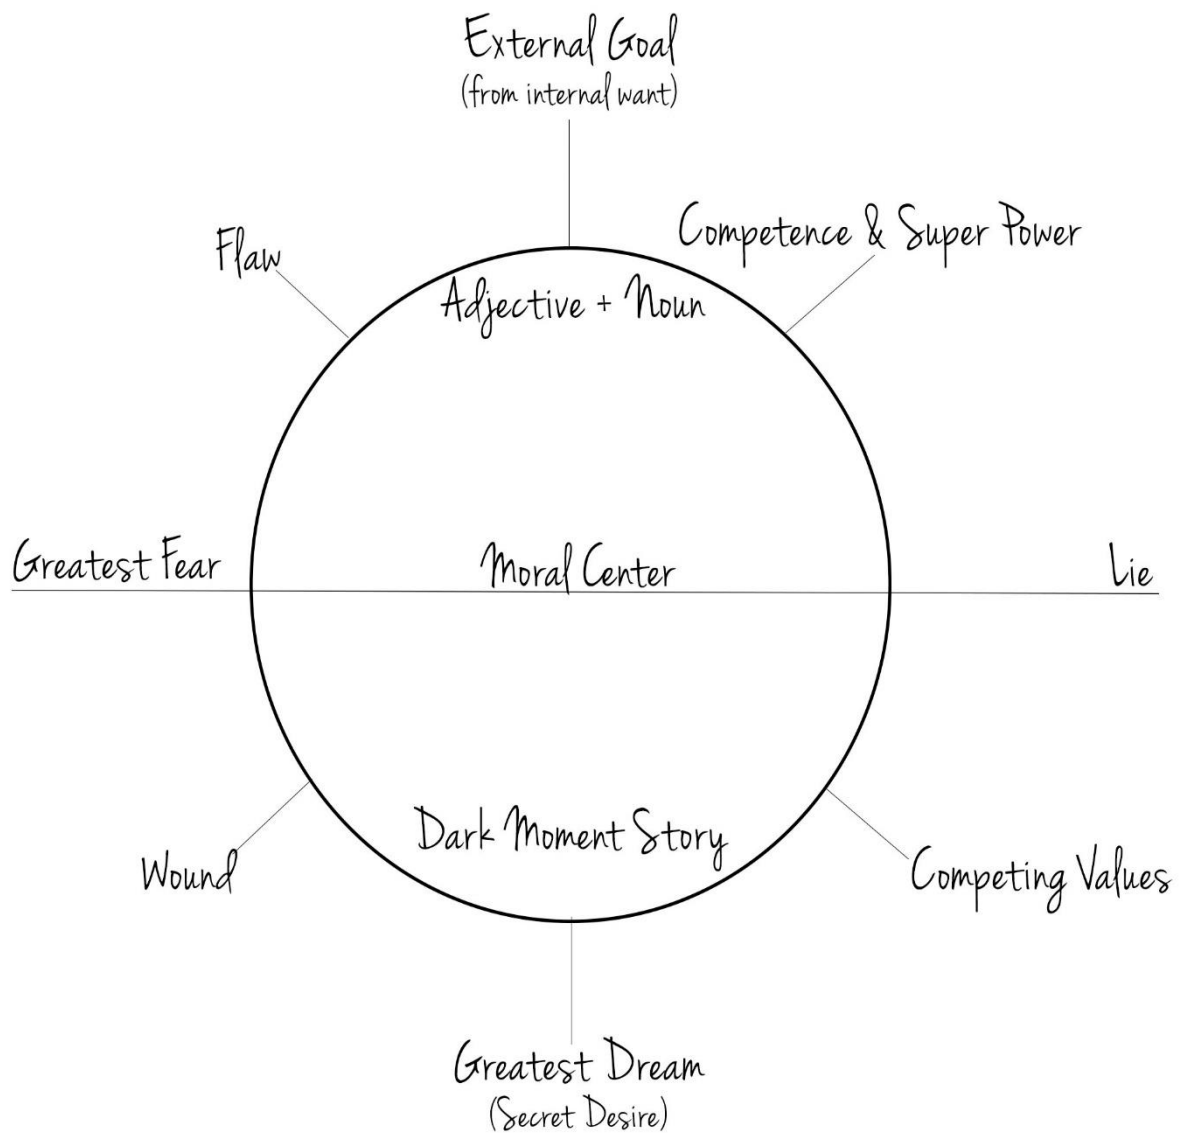 External Goal
(from internal want)
Competence & Super Power
Flaw
Adjective + Noun
Greatest Fear
Moral Center
Lie
Dark Moment Story
Wound
Competing Values
Greatest Dream
(Secret Desire)